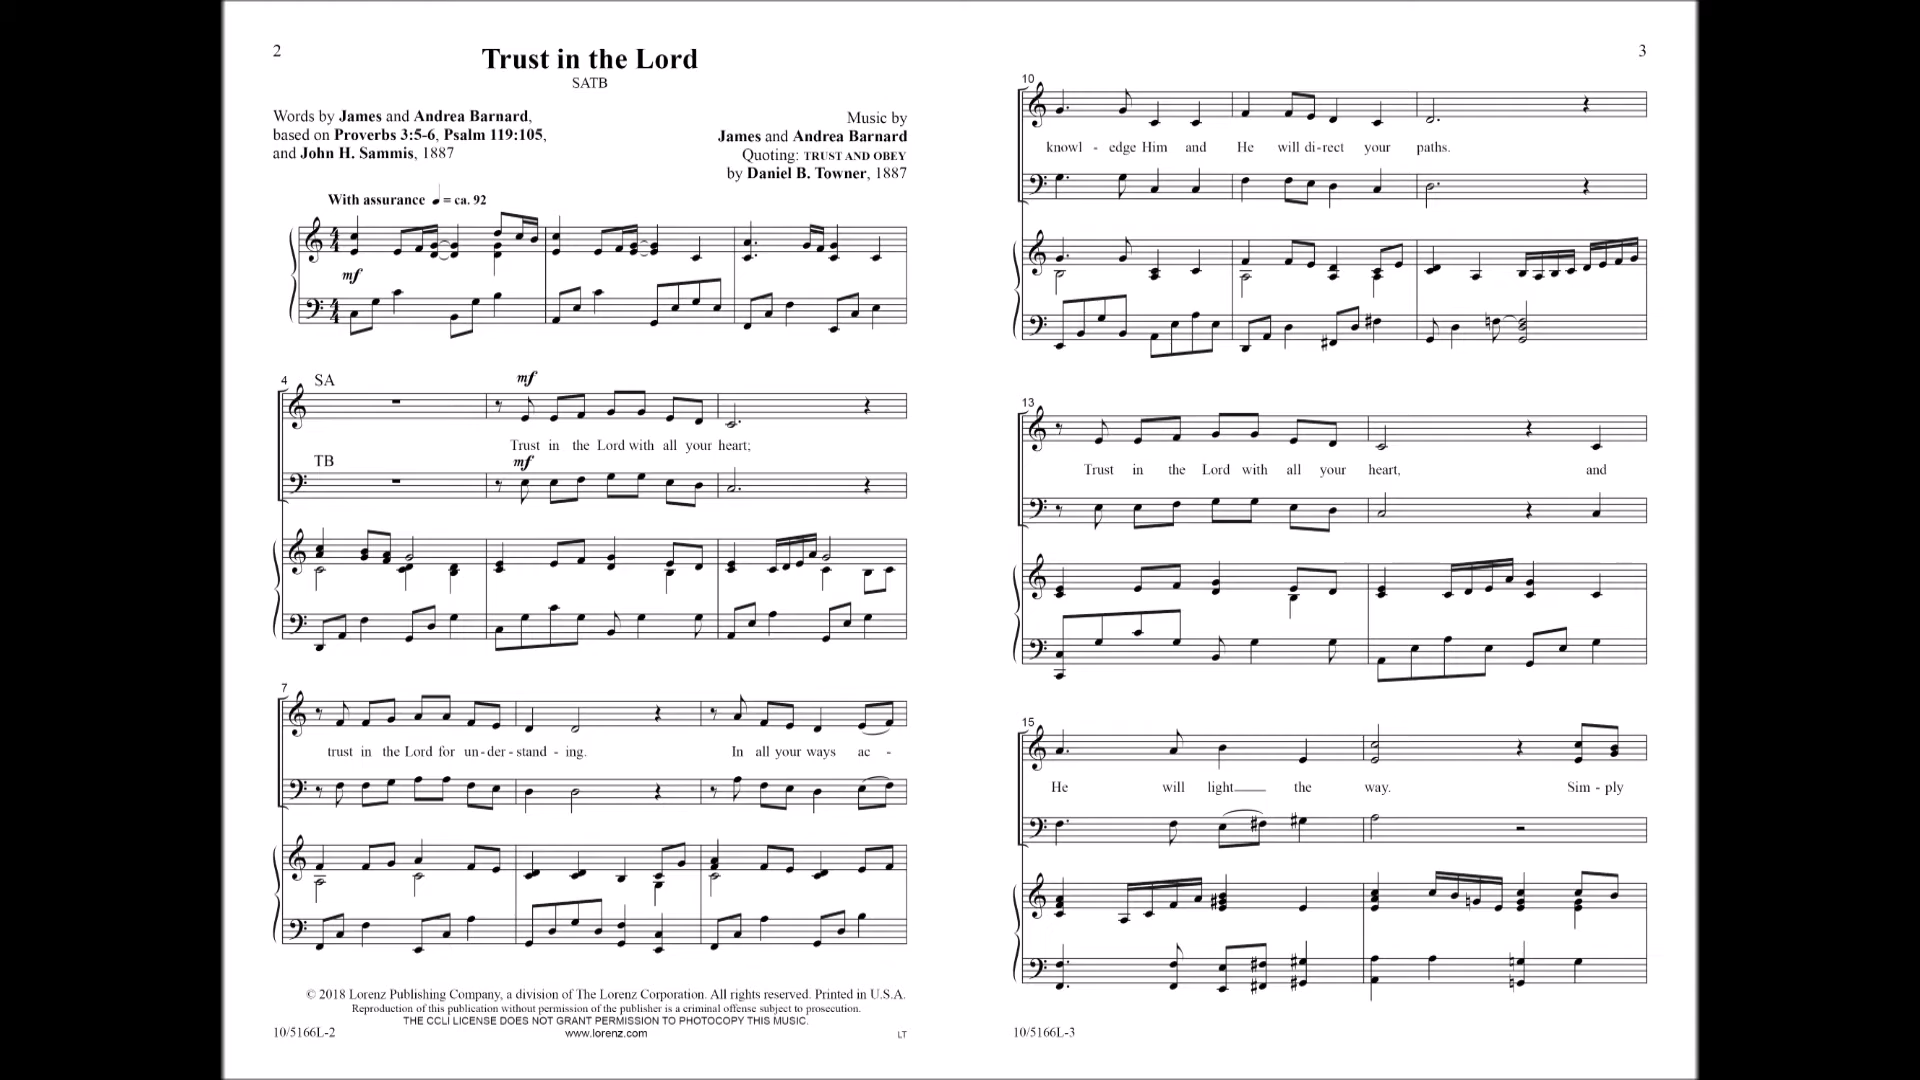 2
Trust in the Lord
SATB
Words by James and Andrea Barnard,
based on Proverbs 3:5-6, Psalm 119:105,
and John H. Sammis, 1887
Music by
James and Andrea Barnard
Quoting: TRUST AND OBEY
by Daniel B. Towner, 1887
With assurance ♩ = ca. 92
mf
4
SA
mf
Trust in the Lord with all your heart;
TB
mf
7
trust in the Lord for un - der - stand - ing. In all your ways ac -
© 2018 Lorenz Publishing Company, a division of The Lorenz Corporation. All rights reserved. Printed in U.S.A.
Reproduction of this publication without permission of the publisher is a criminal offense subject to prosecution.
THE CCLI LICENSE DOES NOT GRANT PERMISSION TO PHOTOCOPY THIS MUSIC.
www.lorenz.com
10/5166L-2
LT
3
10
knowl - edge Him and He will di - rect your paths.
13
Trust in the Lord with all your heart, and
15
He will light the way. Sim - ply
10/5166L-3